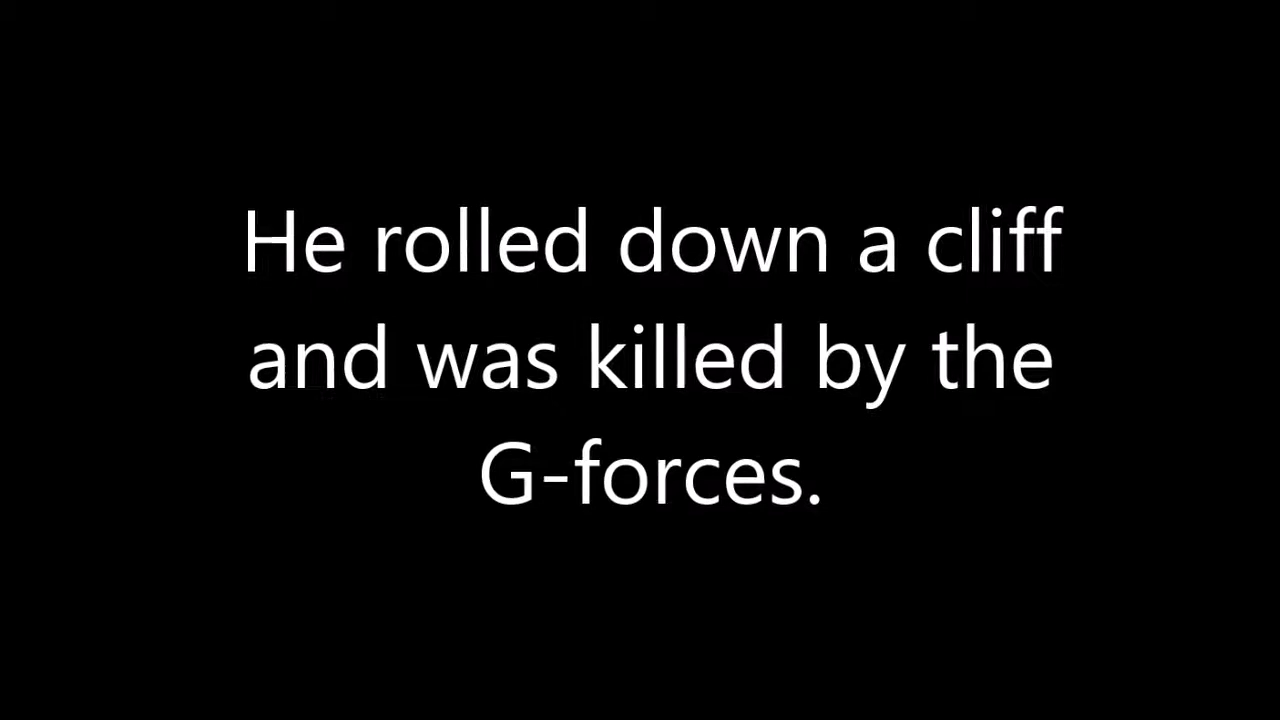 He rolled down a cliff
and was killed by the
G-forces.